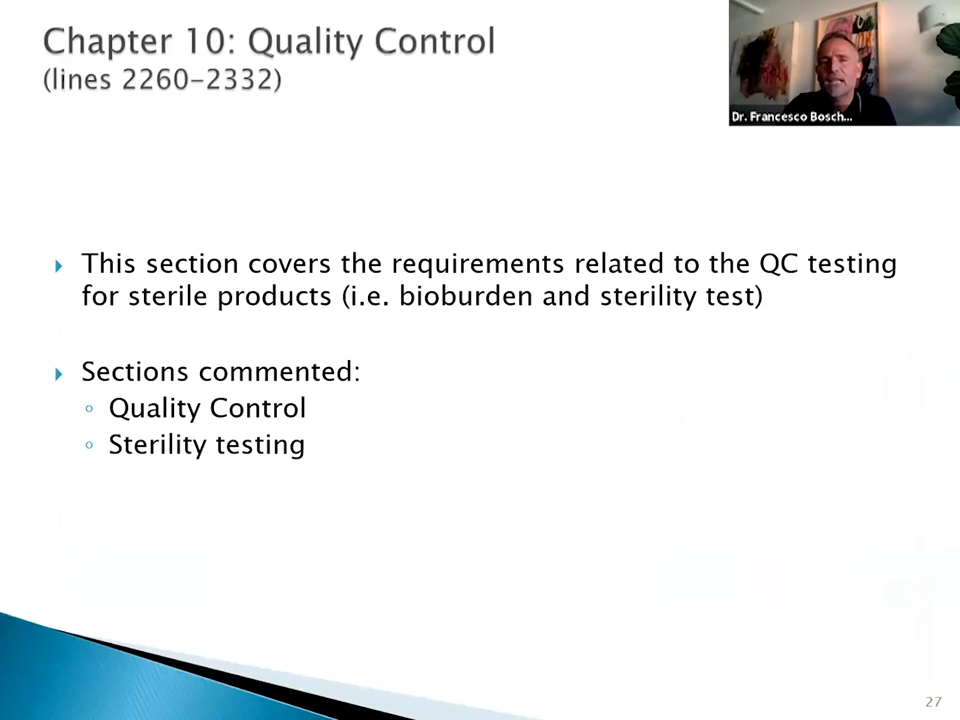 Chapter 10: Quality Control
(lines 2260-2332)
Dr. Francesco Bosch...
This section covers the requirements related to the QC testing
for sterile products (i.e. bioburden and sterility test)
Sections commented:
Quality Control
Sterility testing
27